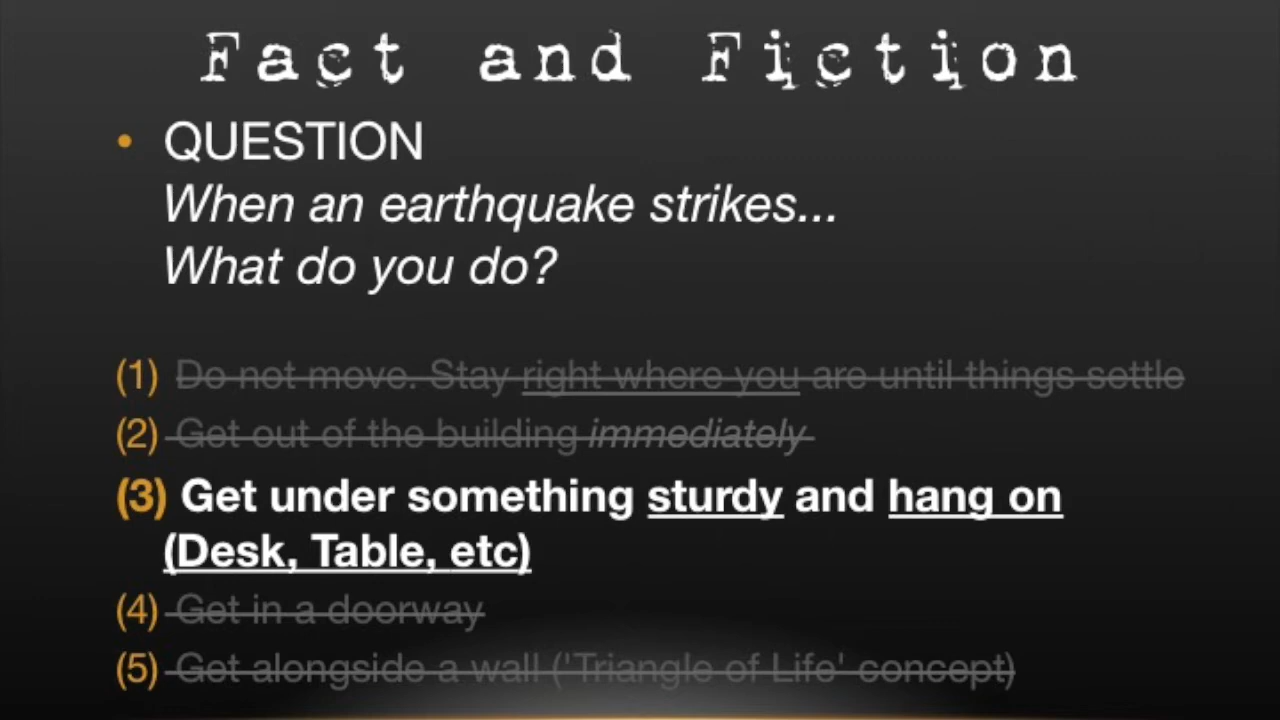 Fact and Fiction
• QUESTION
When an earthquake strikes...
What do you do?
(1) Do not move. Stay right where you are until things settle
(2) Get out of the building immediately
(3) Get under something sturdy and hang on
(Desk, Table, etc)
(4) Get in a doorway
(5) Get alongside a wall ('Triangle of Life' concept)